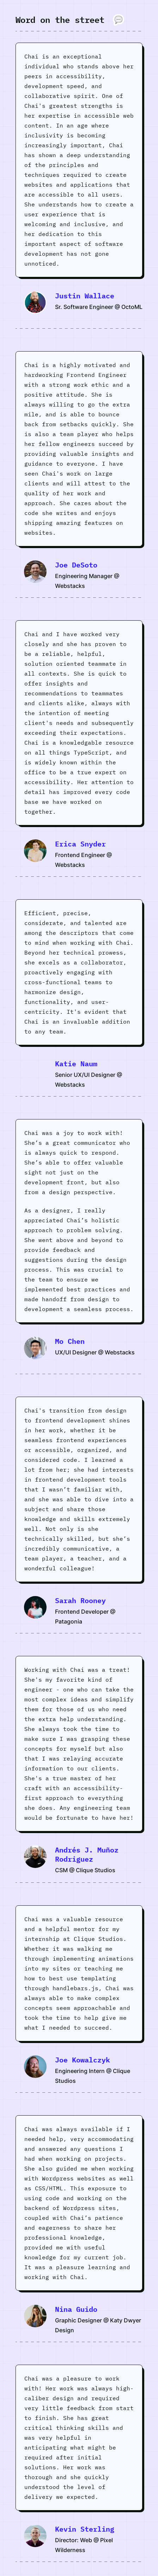 Word on the street 💬
Chai is an exceptional
individual who stands above her
peers in accessibility,
development speed, and
collaborative spirit. One of
Chai's greatest strengths is
her expertise in accessible web
content. In an age where
inclusivity is becoming
increasingly important, Chai
has shown a deep understanding
of the principles and
techniques required to create
websites and applications that
are accessible to all users.
She understands how to create a
user experience that is
welcoming and inclusive, and
her dedication to this
important aspect of software
development has not gone
unnoticed.
Justin Wallace
Sr. Software Engineer @ OctoML
Chai is a highly motivated and
hardworking Frontend Engineer
with a strong work ethic and a
positive attitude. She is
always willing to go the extra
mile, and is able to bounce
back from setbacks quickly. She
is also a team player who helps
her fellow engineers succeed by
providing valuable insights and
guidance to everyone. I have
seen Chai's work on large
clients and will attest to the
quality of her work and
approach. She cares about the
code she writes and enjoys
shipping amazing features on
websites.
Joe DeSoto
Engineering Manager @
Webstacks
Chai and I have worked very
closely and she has proven to
be a reliable, helpful,
solution oriented teammate in
all contexts. She is quick to
offer insights and
recommendations to teammates
and clients alike, always with
the intention of meeting
client's needs and subsequently
exceeding their expectations.
Chai is a knowledgable resource
on all things TypeScript, and
is widely known within the
office to be a true expert on
accessibility. Her attention to
detail has improved every code
base we have worked on
together.
Erica Snyder
Frontend Engineer @
Webstacks
Efficient, precise,
considerate, and talented are
among the descriptors that come
to mind when working with Chai.
Beyond her technical prowess,
she excels as a collaborator,
proactively engaging with
cross-functional teams to
harmonize design,
functionality, and user-
centricity. It's evident that
Chai is an invaluable addition
to any team.
Katie Naum
Senior UX/UI Designer @
Webstacks
Chai was a joy to work with!
She’s a great communicator who
is always quick to respond.
She’s able to offer valuable
sight not just on the
development front, but also
from a design perspective.
As a designer, I really
appreciated Chai’s holistic
approach to problem solving.
She went above and beyond to
provide feedback and
suggestions during the design
process. This was crucial to
the team to ensure we
implemented best practices and
made handoff from design to
development a seamless process.
Mo Chen
UX/UI Designer @ Webstacks
Chai's transition from design
to frontend development shines
in her work, whether it be
seamless frontend experiences
or accessible, organized, and
considered code. I learned a
lot from her; she had interests
in frontend development tools
that I wasn’t familiar with,
and she was able to dive into a
subject and share those
knowledge and skills extremely
well. Not only is she
technically skilled, but she’s
incredibly communicative, a
team player, a teacher, and a
wonderful colleague!
Sarah Rooney
Frontend Developer @
Patagonia
Working with Chai was a treat!
She's my favorite kind of
engineer - one who can take the
most complex ideas and simplify
them for those of us who need
the extra help understanding.
She always took the time to
make sure I was grasping these
concepts for myself but also
that I was relaying accurate
information to our clients.
She's a true master of her
craft with an accessibility-
first approach to everything
she does. Any engineering team
would be fortunate to have her!
Andrés J. Muñoz
Rodriguez
CSM @ Clique Studios
Chai was a valuable resource
and a helpful mentor for my
internship at Clique Studios.
Whether it was walking me
through implementing animations
into my sites or teaching me
how to best use templating
through handlebars.js, Chai was
always able to make complex
concepts seem approachable and
took the time to help give me
what I needed to succeed.
Joe Kowalczyk
Engineering Intern @ Clique
Studios
Chai was always available if I
needed help, very accommodating
and answered any questions I
had when working on projects.
She also guided me when working
with Wordpress websites as well
as CSS/HTML. This exposure to
using code and working on the
backend of Wordpress sites,
coupled with Chai’s patience
and eagerness to share her
professional knowledge,
provided me with useful
knowledge for my current job.
It was a pleasure learning and
working with Chai.
Nina Guido
Graphic Designer @ Katy Dwyer
Design
Chai was a pleasure to work
with! Her work was always high-
caliber design and required
very little feedback from start
to finish. She has great
critical thinking skills and
was very helpful in
anticipating what might be
required after initial
solutions. Her work was
thorough and she quickly
understood the level of
delivery we expected.
Kevin Sterling
Director: Web @ Pixel
Wilderness